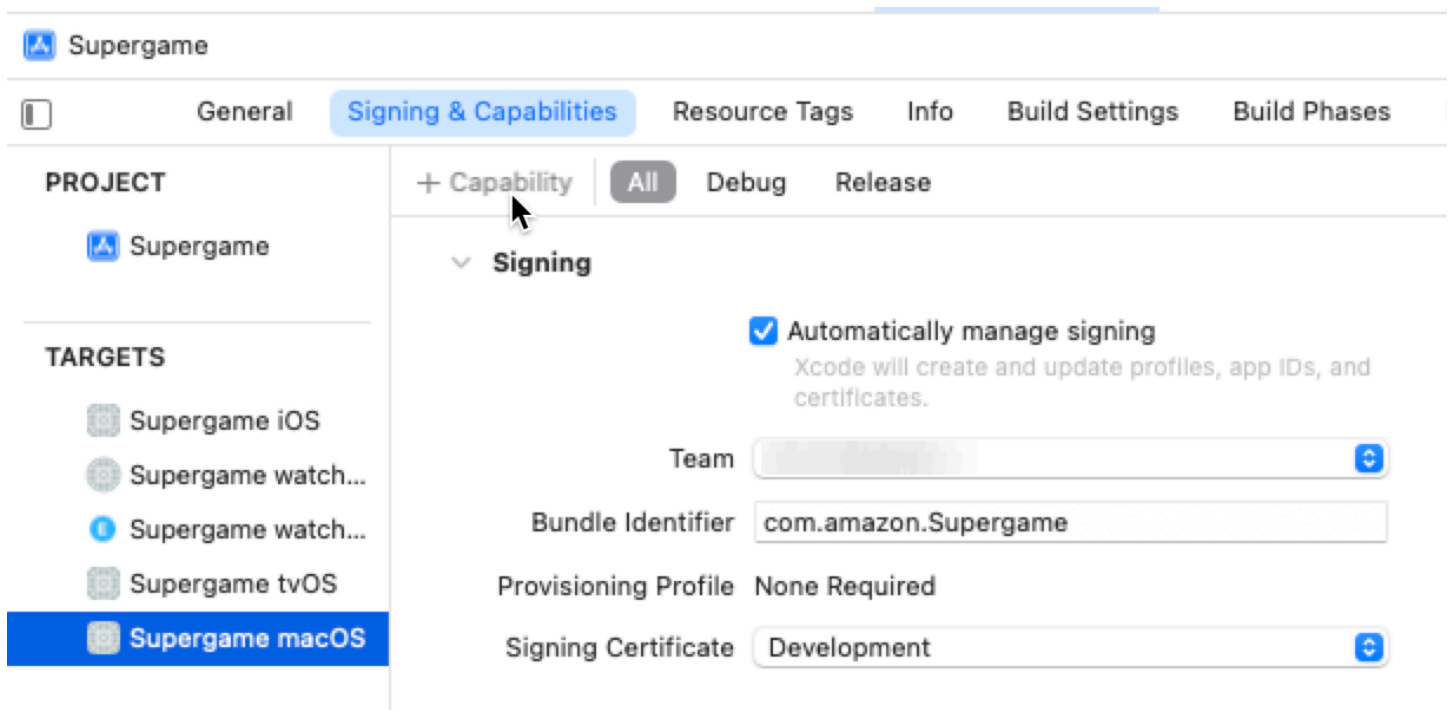 Supergame
General Signing & Capabilities Resource Tags Info Build Settings Build Phases
PROJECT
Supergame
TARGETS
Supergame iOS
Supergame watch...
Supergame watch...
Supergame tvOS
Supergame macOS
+ Capability All Debug Release
Signing
Automatically manage signing
Xcode will create and update profiles, app IDs, and
certificates.
Team
Bundle Identifier com.amazon.Supergame
Provisioning Profile None Required
Signing Certificate Development